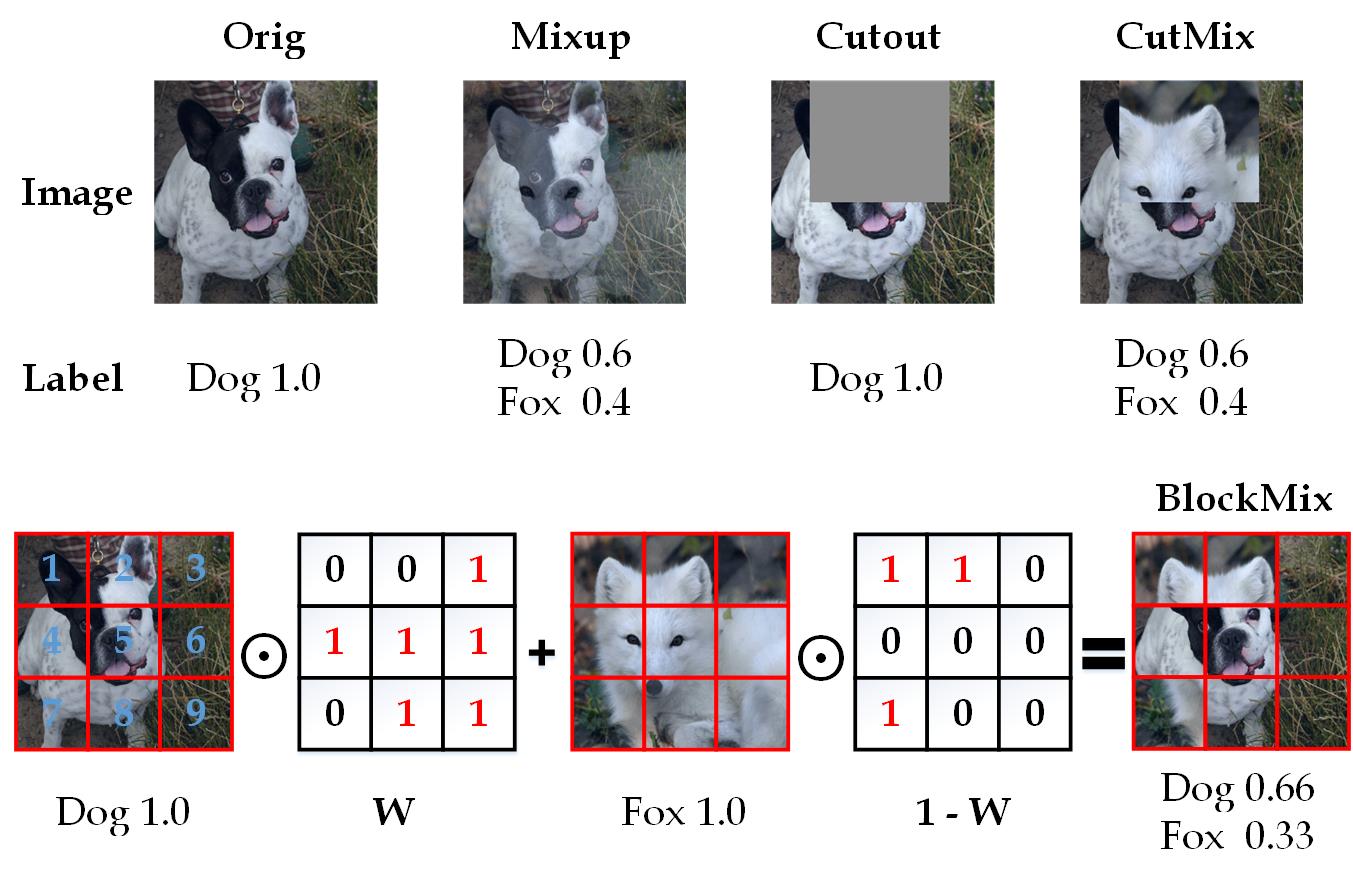 Orig Mixup Cutout CutMix
Image
Label Dog 1.0 Dog 0.6 Fox 0.4 Dog 1.0 Dog 0.6 Fox 0.4
BlockMix
1 2 3 0 0 1 1 1 0
4 5 6 ⊙ 1 1 1 + ⊙ 0 0 0 =
7 8 9 0 1 1 1 0 0
Dog 1.0 W Fox 1.0 1 - W Dog 0.66
Fox 0.33